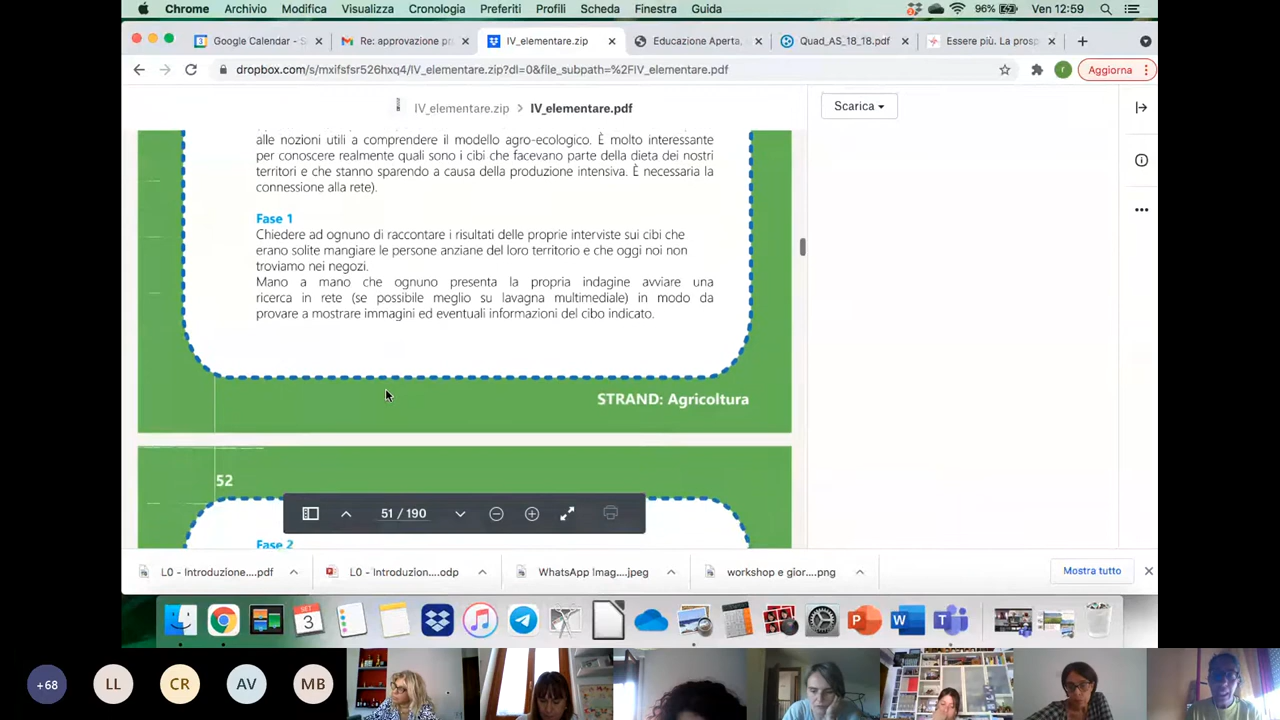 Chrome Archivio Modifica Visualizza Cronologia Preferiti Profili Scheda Finestra Guida 96% Ven 12:59
Google Calendar - S
Re: approvazione pr
IV_elementare.zip
Educazione Aperta,
Quad_AS_18_18.pdf
Essere più. La prosp
dropbox.com/s/mxifsfsr526hxq4/IV_elementare.zip?dl=0&file_subpath=%2FIV_elementare.pdf
Aggiorna
IV_elementare.zip > IV_elementare.pdf
Scarica
alle nozioni utili a comprendere il modello agro-ecologico. È molto interessante
per conoscere realmente quali sono i cibi che facevano parte della dieta dei nostri
territori e che stanno sparendo a causa della produzione intensiva. È necessaria la
connessione alla rete).
Fase 1
Chiedere ad ognuno di raccontare i risultati delle proprie interviste sui cibi che
erano solite mangiare le persone anziane del loro territorio e che oggi noi non
troviamo nei negozi.
Mano a mano che ognuno presenta la propria indagine avviare una
ricerca in rete (se possibile meglio su lavagna multimediale) in modo da
provare a mostrare immagini ed eventuali informazioni del cibo indicato.
STRAND: Agricoltura
52
51 / 190
Fase 2
L0 - Introduzione....pdf
L0 - Introduzion....odp
WhatsApp Imag....jpeg
workshop e gior....png
Mostra tutto
SET
3
+68
LL
CR
AV
MB